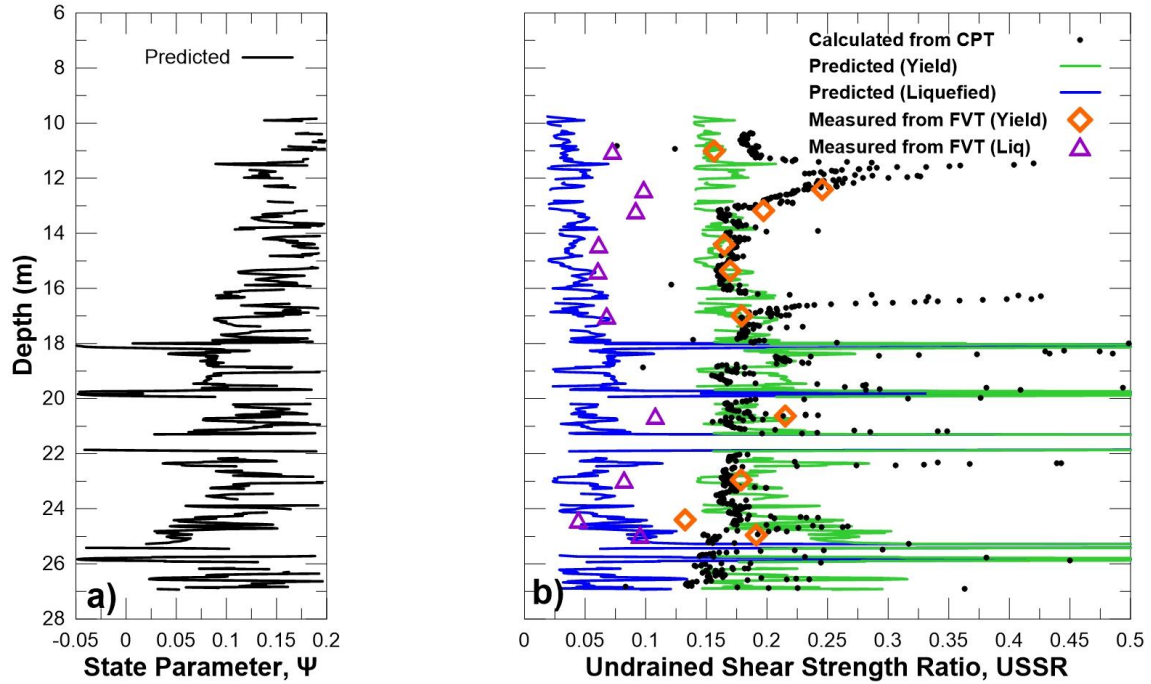 6
8
10
12
14
16
18
20
22
24
26
28
Depth (m)
Predicted
a)
-0.05 0 0.05 0.1 0.15 0.2
State Parameter, Ψ
Calculated from CPT
Predicted (Yield)
Predicted (Liquefied)
Measured from FVT (Yield)
Measured from FVT (Liq)
b)
0 0.05 0.1 0.15 0.2 0.25 0.3 0.35 0.4 0.45 0.5
Undrained Shear Strength Ratio, USSR